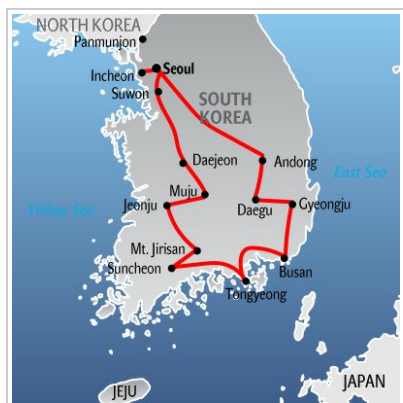 NORTH KOREA
Panmunjon
Seoul
Incheon
Suwon
SOUTH
KOREA
Daejeon
Andong
East Sea
Muju
Jeonju
Daegu
Gyeongju
Yellow Sea
Mt. Jirisan
Suncheon
Busan
Tongyeong
JEJU
JAPAN